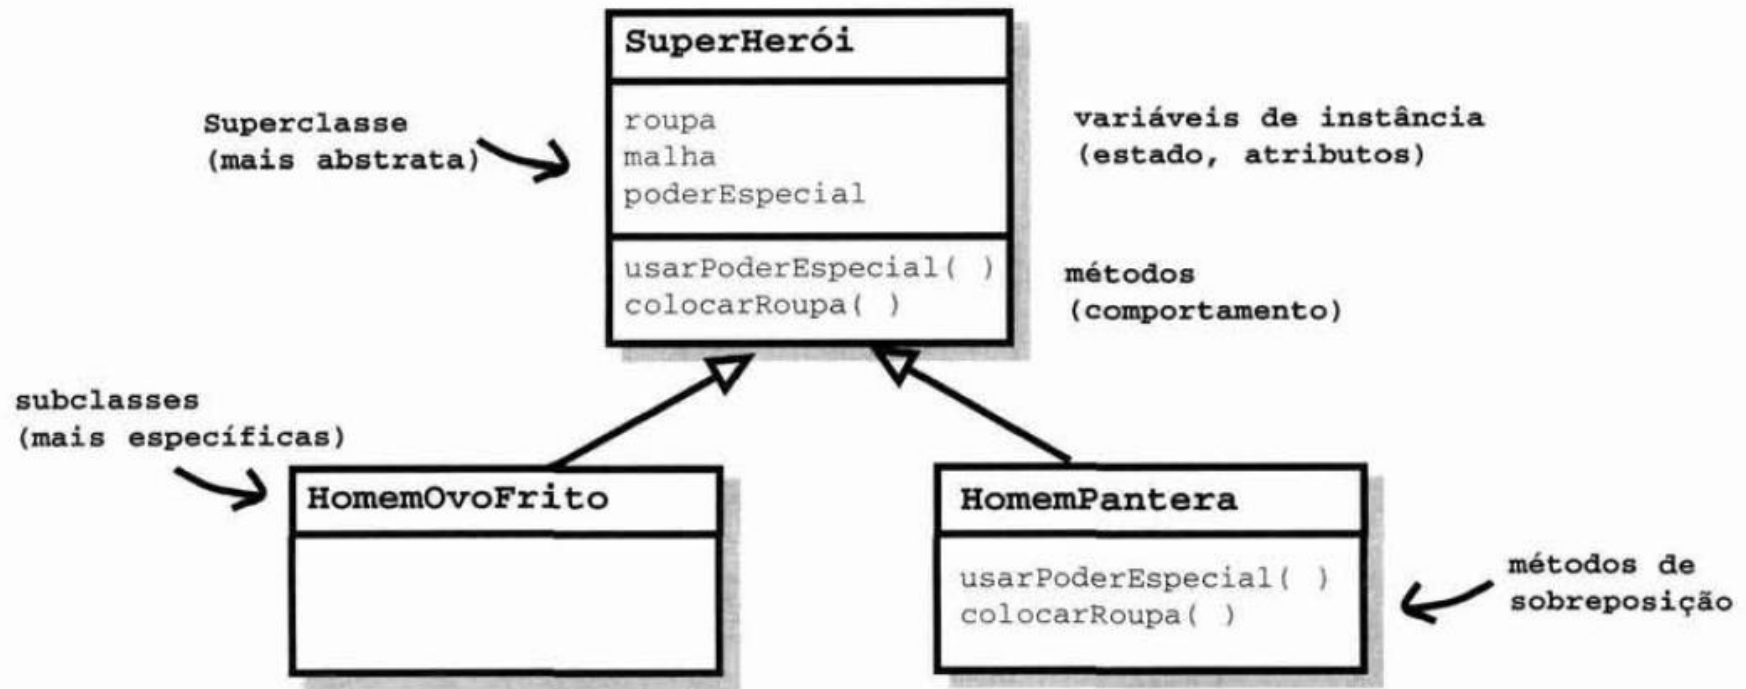 SuperHerói
Superclasse
(mais abstrata)
roupa
malha
poderEspecial
variáveis de instância
(estado, atributos)
usarPoderEspecial( )
colocarRoupa( )
métodos
(comportamento)
subclasses
(mais específicas)
HomemOvoFrito
HomemPantera
usarPoderEspecial( )
colocarRoupa( )
métodos de
sobreposição